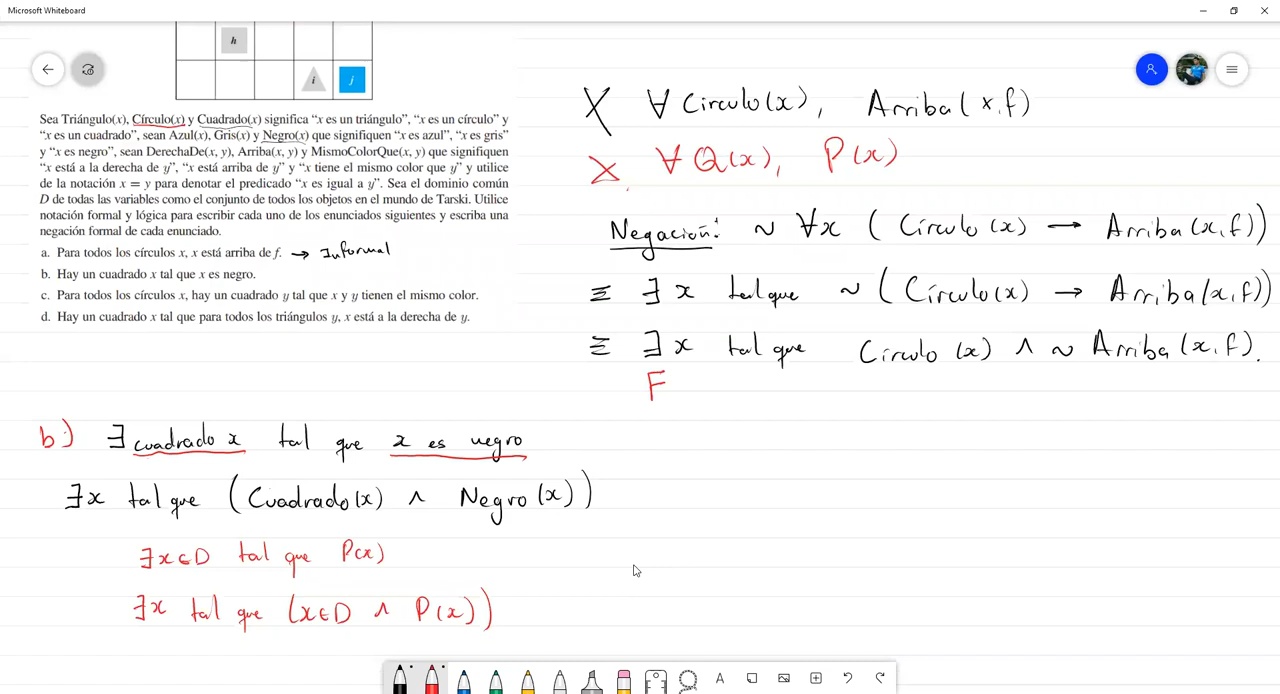 Microsoft Whiteboard
h
i
j
Sea Triángulo(x), Círculo(x) y Cuadrado(x) significa “x es un triángulo”, “x es un círculo” y
“x es un cuadrado”, sean Azul(x), Gris(x) y Negro(x) que signifiquen “x es azul”, “x es gris”
y “x es negro”, sean DerechaDe(x, y), Arriba(x, y) y MismoColorQue(x, y) que signifiquen
“x está a la derecha de y”, “x está arriba de y” y “x tiene el mismo color que y” y utilice
de la notación x = y para denotar el predicado “x es igual a y”. Sea el dominio común
D de todas las variables como el conjunto de todos los objetos en el mundo de Tarski. Utilice
notación formal y lógica para escribir cada uno de los enunciados siguientes y escriba una
negación formal de cada enunciado.
a. Para todos los círculos x, x está arriba de f. → Informal
b. Hay un cuadrado x tal que x es negro.
c. Para todos los círculos x, hay un cuadrado y tal que x y y tienen el mismo color.
d. Hay un cuadrado x tal que para todos los triángulos y, x está a la derecha de y.
X ∀ Círculo(x), Arriba(x,f)
X ∀ Q(x), P(x)
Negación: ~ ∀x (Círculo(x) → Arriba(x,f))
≡ ∃x tal que ~(Círculo(x) → Arriba(x,f))
≡ ∃x tal que Círculo(x) ∧ ~ Arriba(x,f).
F
b) ∃ cuadrado x tal que x es negro
∃x tal que (Cuadrado(x) ∧ Negro(x))
∃x∈D tal que P(x)
∃x tal que (x∈D ∧ P(x))
A